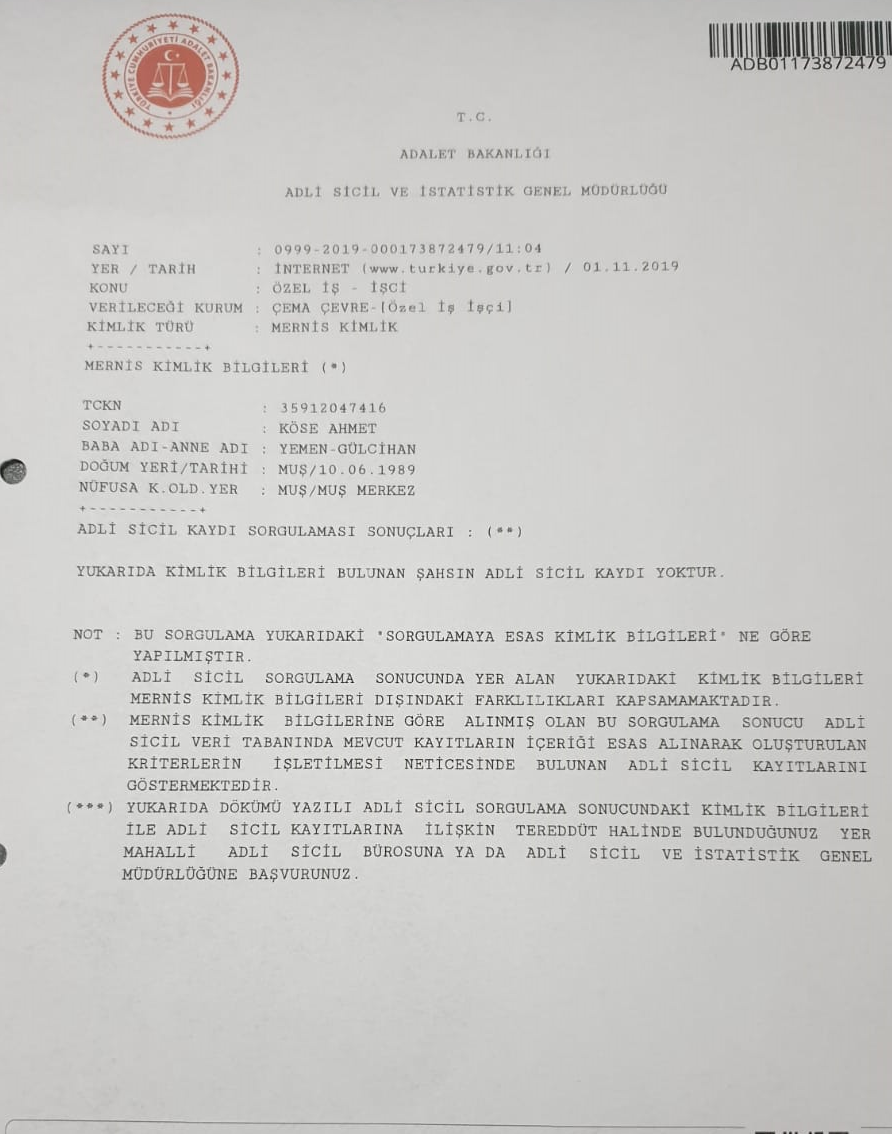 TÜRKİYE CUMHURİYETİ ADALET BAKANLIĞI
ADB01173872479
T.C.
ADALET BAKANLIĞI
ADLİ SİCİL VE İSTATİSTİK GENEL MÜDÜRLÜĞÜ
SAYI : 0999-2019-000173872479/11:04
YER / TARİH : İNTERNET (www.turkiye.gov.tr) / 01.11.2019
KONU : ÖZEL İŞ - İŞCİ
VERİLECEĞİ KURUM : ÇEMA ÇEVRE-[Özel İş İşçi]
KİMLİK TÜRÜ : MERNİS KİMLİK
+-----------+
MERNİS KİMLİK BİLGİLERİ (*)
TCKN : 35912047416
SOYADI ADI : KÖSE AHMET
BABA ADI-ANNE ADI : YEMEN-GÜLCİHAN
DOĞUM YERİ/TARİHİ : MUŞ/10.06.1989
NÜFUSA K.OLD.YER : MUŞ/MUŞ MERKEZ
+-----------+
ADLİ SİCİL KAYDI SORGULAMASI SONUÇLARI : (**)
YUKARIDA KİMLİK BİLGİLERİ BULUNAN ŞAHSIN ADLİ SİCİL KAYDI YOKTUR.
NOT : BU SORGULAMA YUKARIDAKİ "SORGULAMAYA ESAS KİMLİK BİLGİLERİ" NE GÖRE
YAPILMIŞTIR.
(*) ADLİ SİCİL SORGULAMA SONUCUNDA YER ALAN YUKARIDAKİ KİMLİK BİLGİLERİ
MERNİS KİMLİK BİLGİLERİ DIŞINDAKİ FARKLILIKLARI KAPSAMAMAKTADIR.
(**) MERNİS KİMLİK BİLGİLERİNE GÖRE ALINMIŞ OLAN BU SORGULAMA SONUCU ADLİ
SİCİL VERİ TABANINDA MEVCUT KAYITLARIN İÇERİĞİ ESAS ALINARAK OLUŞTURULAN
KRİTERLERİN İŞLETİLMESİ NETİCESİNDE BULUNAN ADLİ SİCİL KAYITLARINI
GÖSTERMEKTEDİR.
(***) YUKARIDA DÖKÜMÜ YAZILI ADLİ SİCİL SORGULAMA SONUCUNDAKİ KİMLİK BİLGİLERİ
İLE ADLİ SİCİL KAYITLARINA İLİŞKİN TEREDDÜT HALİNDE BULUNDUĞUNUZ YER
MAHALLİ ADLİ SİCİL BÜROSUNA YA DA ADLİ SİCİL VE İSTATİSTİK GENEL
MÜDÜRLÜĞÜNE BAŞVURUNUZ.